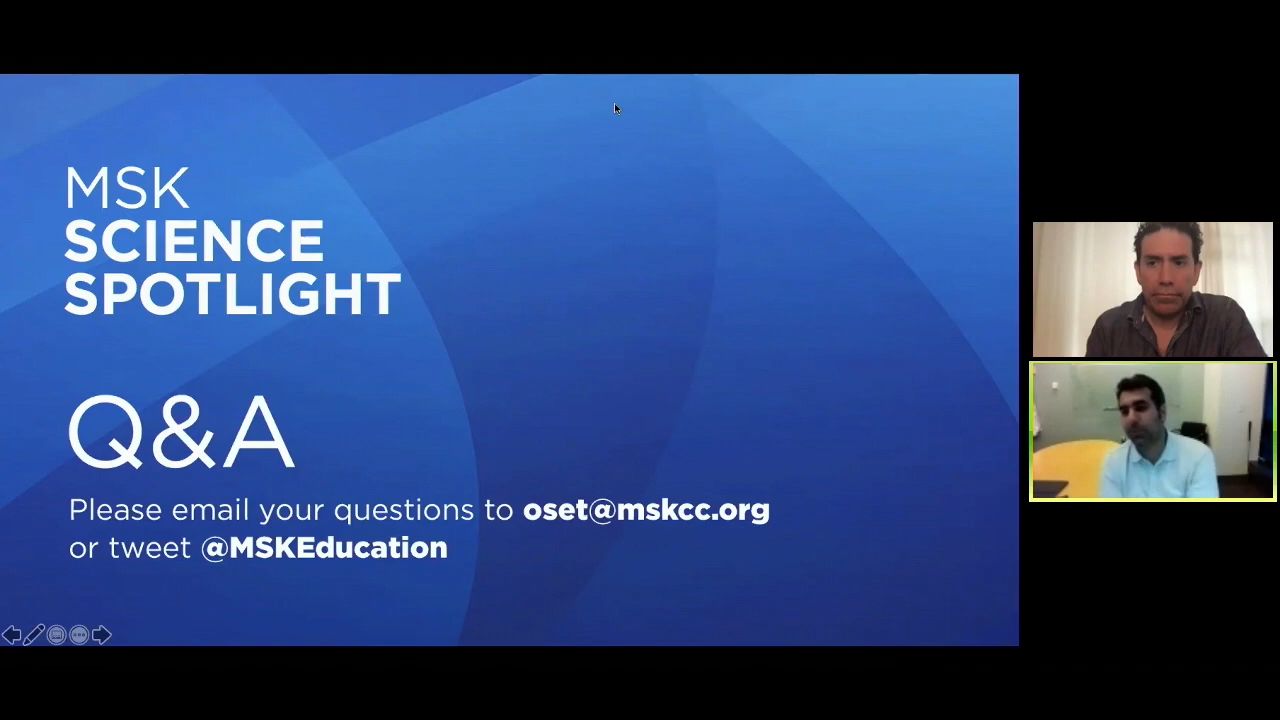 MSK
SCIENCE
SPOTLIGHT
Q&A
Please email your questions to oset@mskcc.org
or tweet @MSKEducation